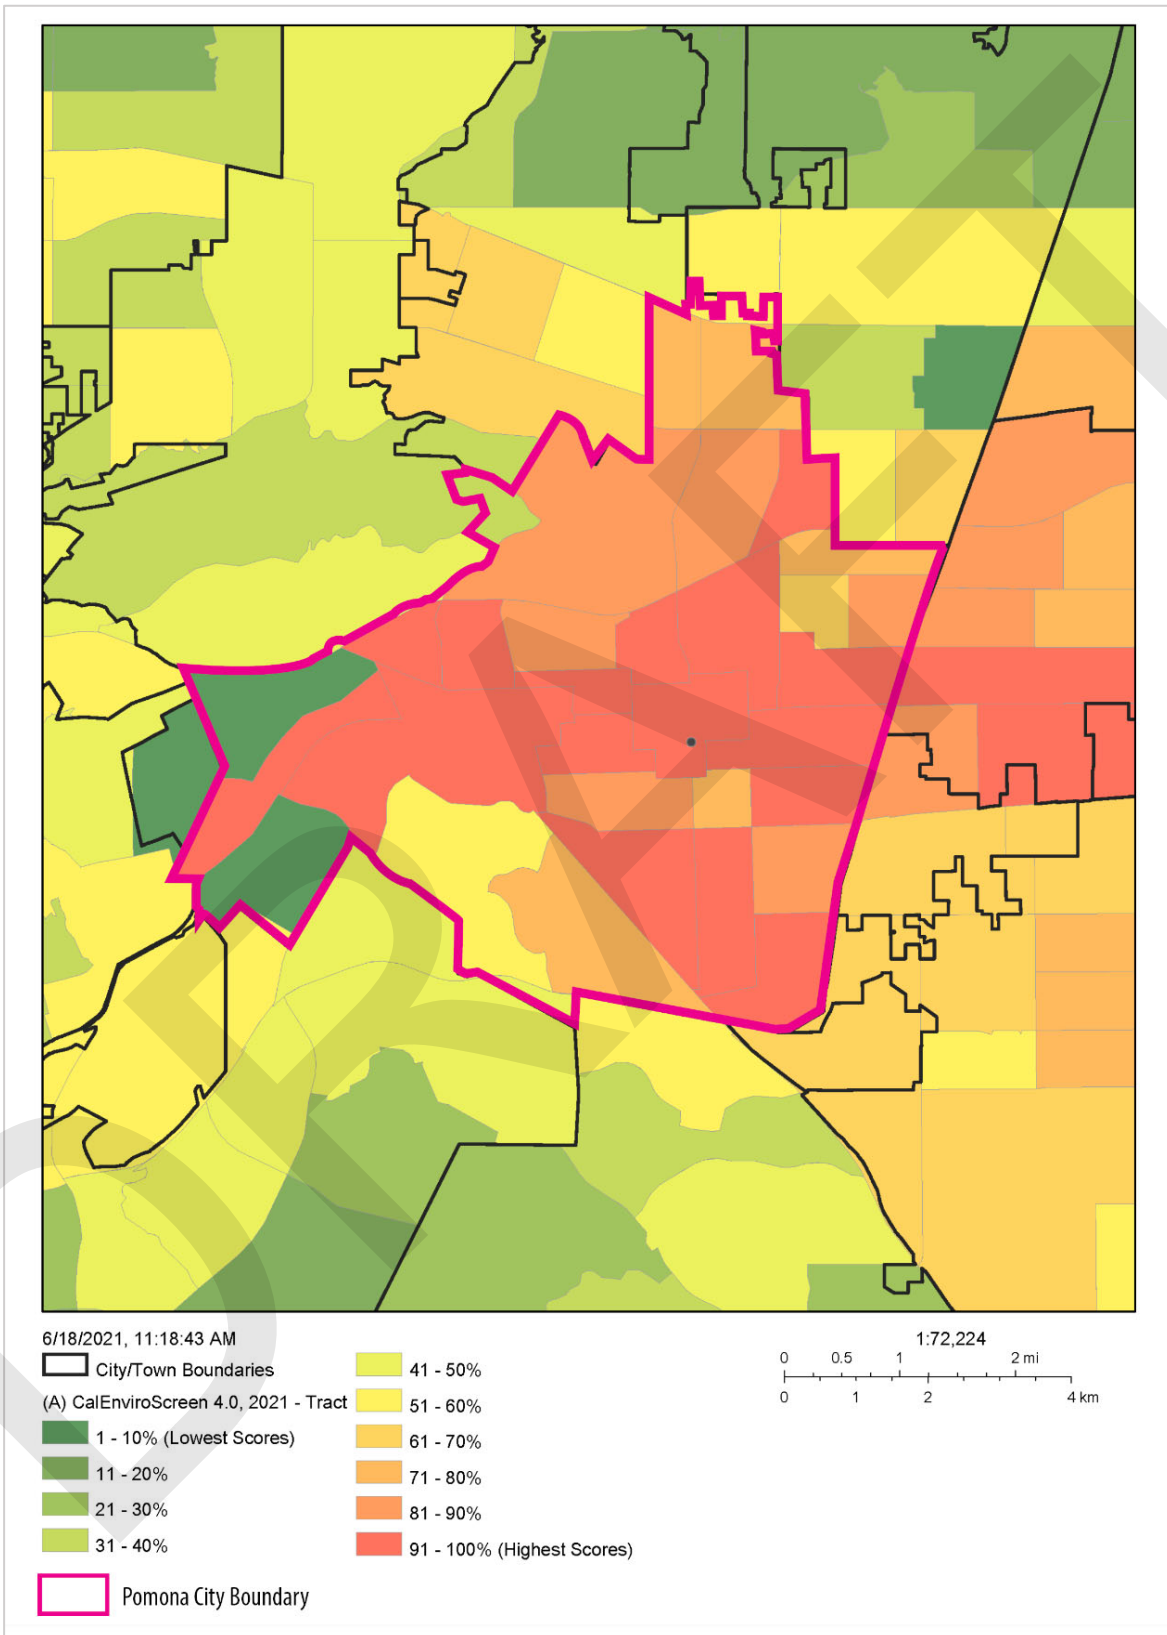 DRAFT
6/18/2021, 11:18:43 AM
City/Town Boundaries
(A) CalEnviroScreen 4.0, 2021 - Tract
1 - 10% (Lowest Scores)
11 - 20%
21 - 30%
31 - 40%
41 - 50%
51 - 60%
61 - 70%
71 - 80%
81 - 90%
91 - 100% (Highest Scores)
Pomona City Boundary
1:72,224
0 0.5 1 2 mi
0 1 2 4 km